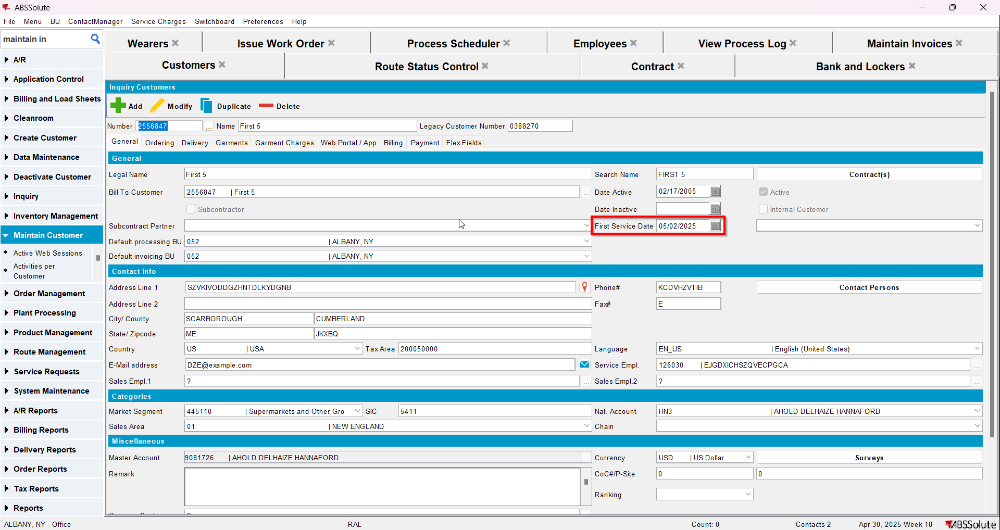 ABSSolute
File Menu BU ContactManager Service Charges Switchboard Preferences Help
maintain in
Wearers Issue Work Order Process Scheduler Employees View Process Log Maintain Invoices
Customers Route Status Control Contract Bank and Lockers
A/R
Application Control
Billing and Load Sheets
Cleanroom
Create Customer
Data Maintenance
Deactivate Customer
Inquiry
Inventory Management
Maintain Customer
Active Web Sessions
Activities per
Customer
Order Management
Plant Processing
Product Management
Route Management
Service Requests
System Maintenance
A/R Reports
Billing Reports
Delivery Reports
Order Reports
Tax Reports
Reports
Inquiry Customers
Add Modify Duplicate Delete
Number 2556847 ... Name First 5 Legacy Customer Number 0388270
General Ordering Delivery Garments Garment Charges Web Portal / App Billing Payment Flex Fields
General
Legal Name First 5 Search Name FIRST 5 Contract(s)
Bill To Customer 2556847 | First 5 ... Date Active 02/17/2005 16 Active
Subcontractor Date Inactive 16 Internal Customer
Subcontract Partner First Service Date 05/02/2025 16
Default processing BU 052 | ALBANY, NY
Default invoicing BU 052 | ALBANY, NY
Contact info
Address Line 1 SZVKIVODDGZHNTDLKYDGNB Phone# KCDVHZVTIB Contact Persons
Address Line 2 Fax# E
City/ County SCARBOROUGH CUMBERLAND
State/ Zipcode ME JKXBQ
Country US | USA Tax Area 200050000 Language EN_US | English (United States)
E-Mail address DZE@example.com Service Empl. 126030 | EJGDXICHSZQVECPGCA ...
Sales Empl.1 ? ... Sales Empl.2 ? ...
Categories
Market Segment 445110 | Supermarkets and Other Gro SIC 5411 Nat. Account HN3 | AHOLD DELHAIZE HANNAFORD
Sales Area 01 | NEW ENGLAND Chain
Miscellaneous
Master Account 9081726 | AHOLD DELHAIZE HANNAFORD ... Currency USD | US Dollar Surveys
Remark CoC#/P-Site 0 0
Ranking
ALBANY, NY - Office RAL Count: 0 Contacts 2 Apr 30, 2025 Week 18 ABSSolute